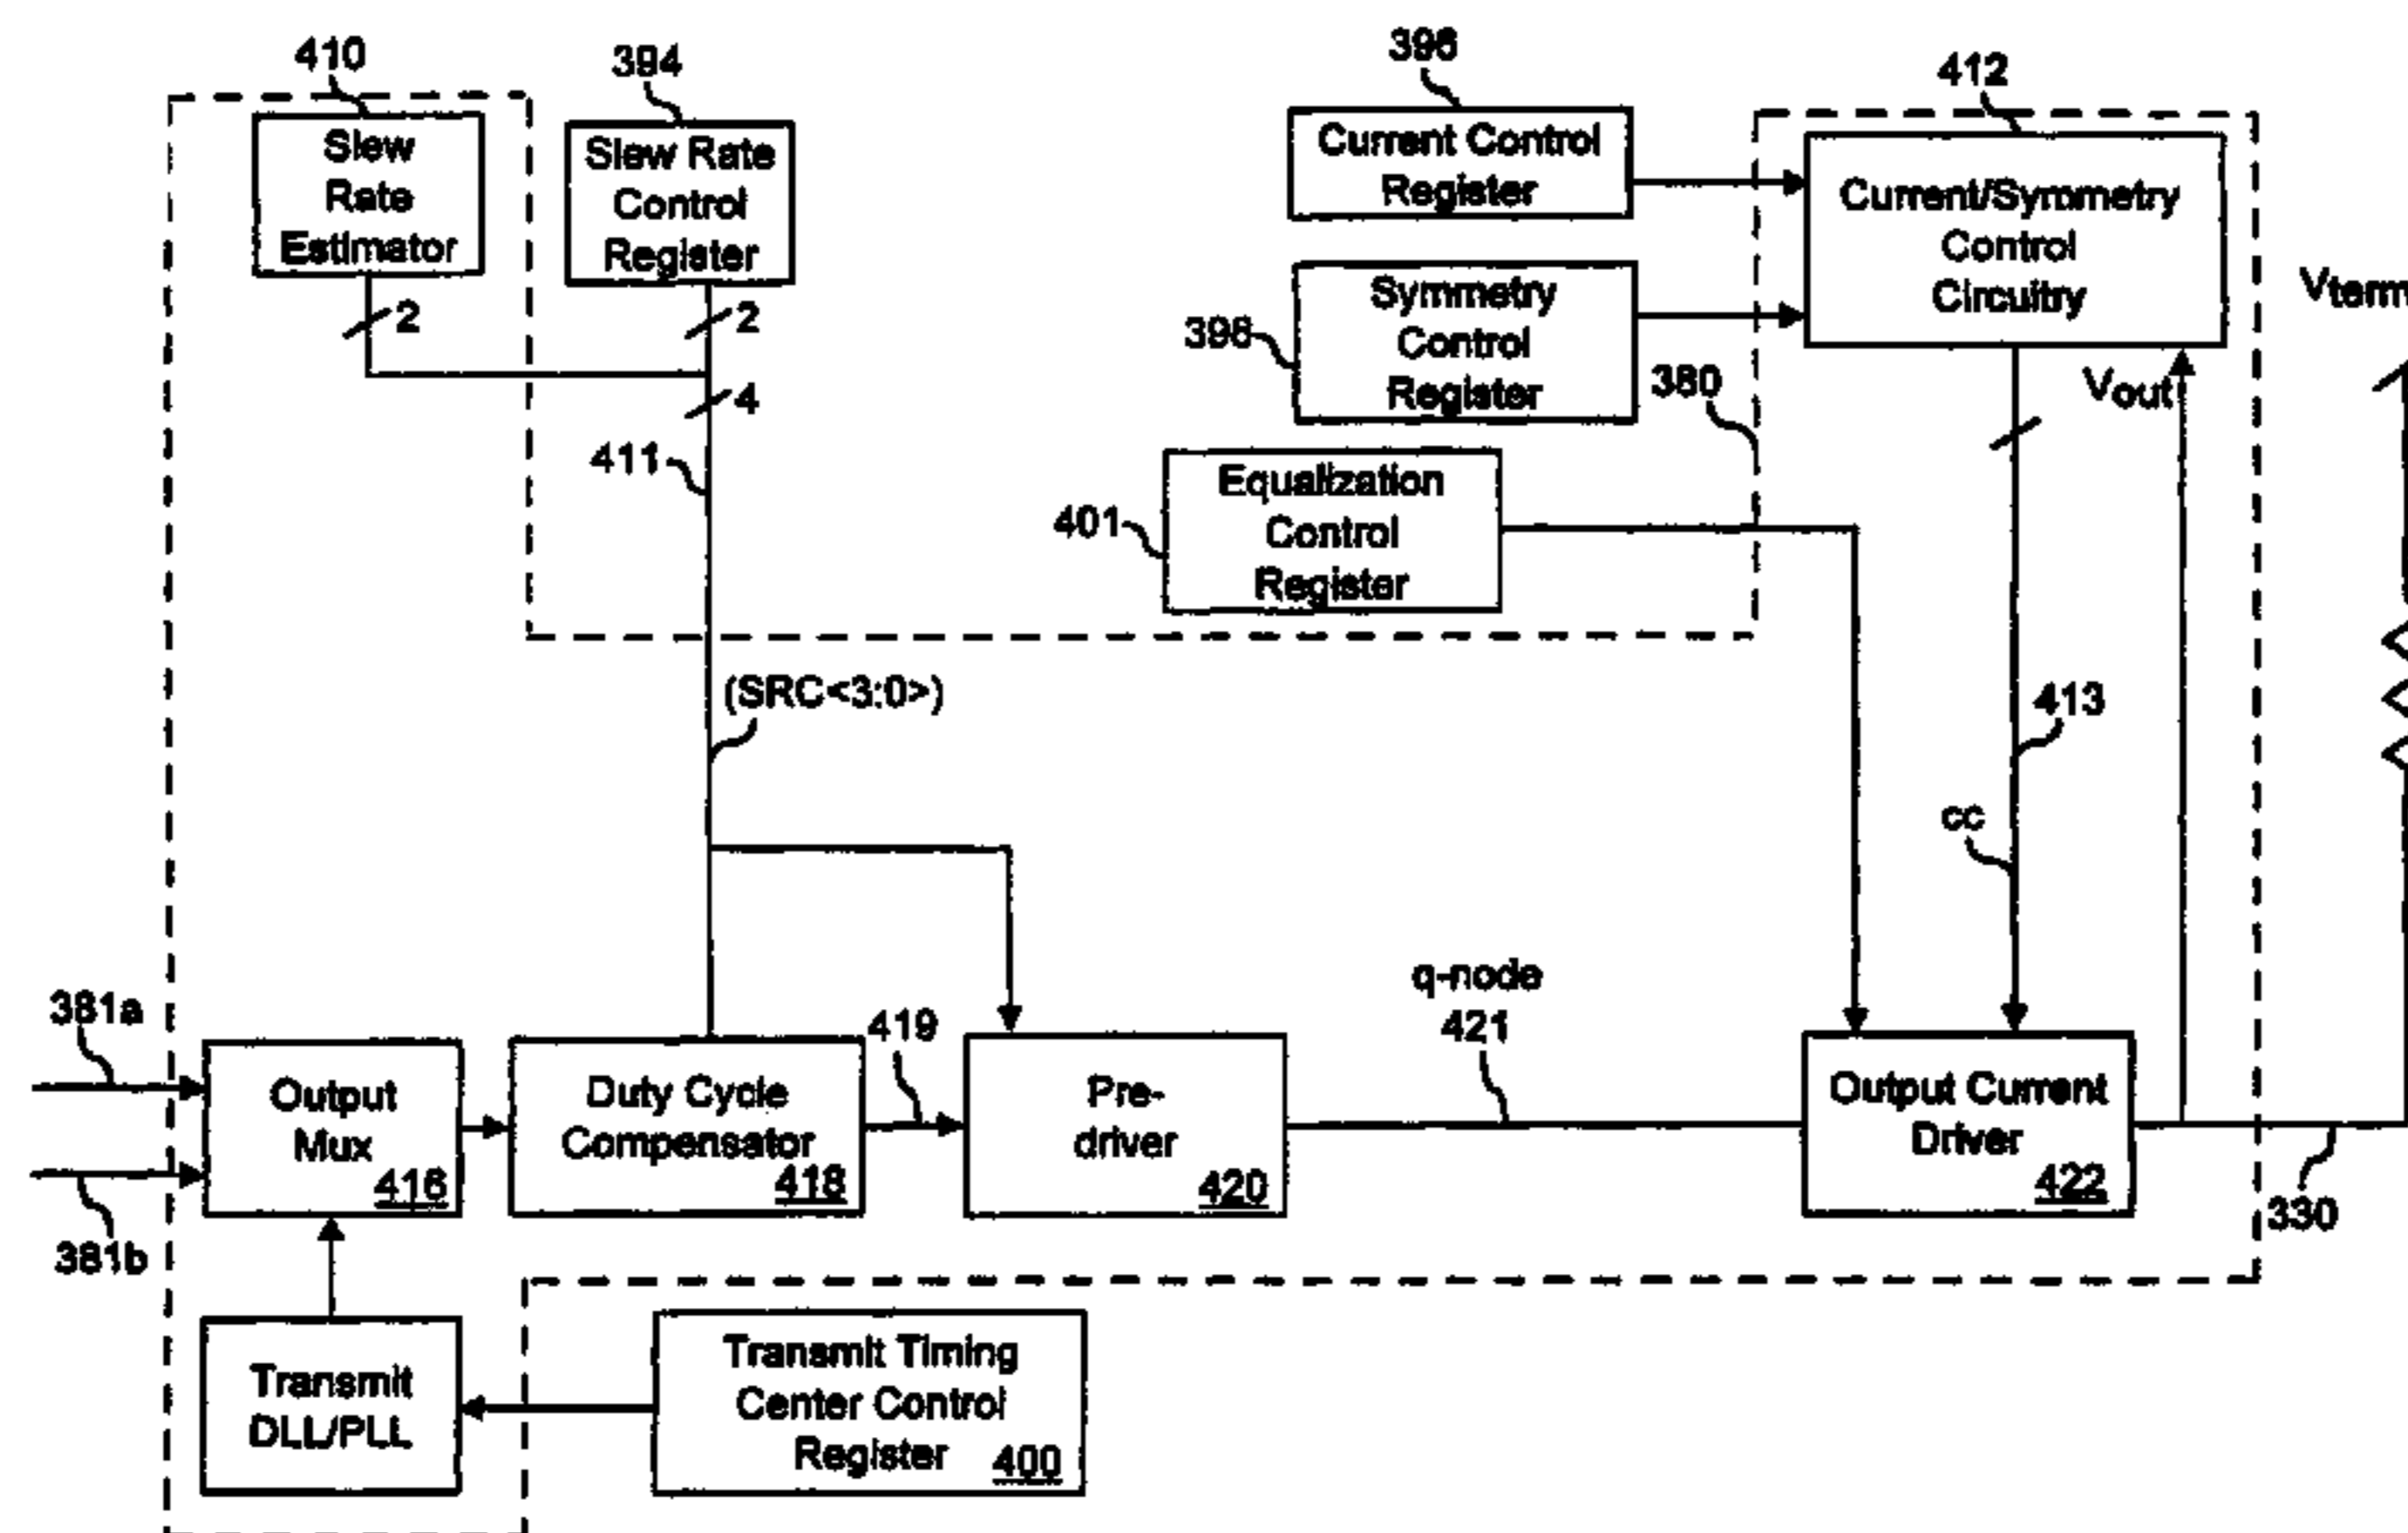 410
394
396
412
Slew
Rate
Estimator
Slew Rate
Control
Register
Current Control
Register
Current/Symmetry
Control
Circuitry
2
2
4
Symmetry
Control
Register
398
380
Vout
Vterm
411
401
Equalization
Control
Register
(SRC<3:0>)
413
cc
q-node
421
381a
381b
Output
Mux
416
Duty Cycle
Compensator
418
419
Pre-
driver
420
Output Current
Driver
422
330
Transmit
DLL/PLL
Transmit Timing
Center Control
Register
400